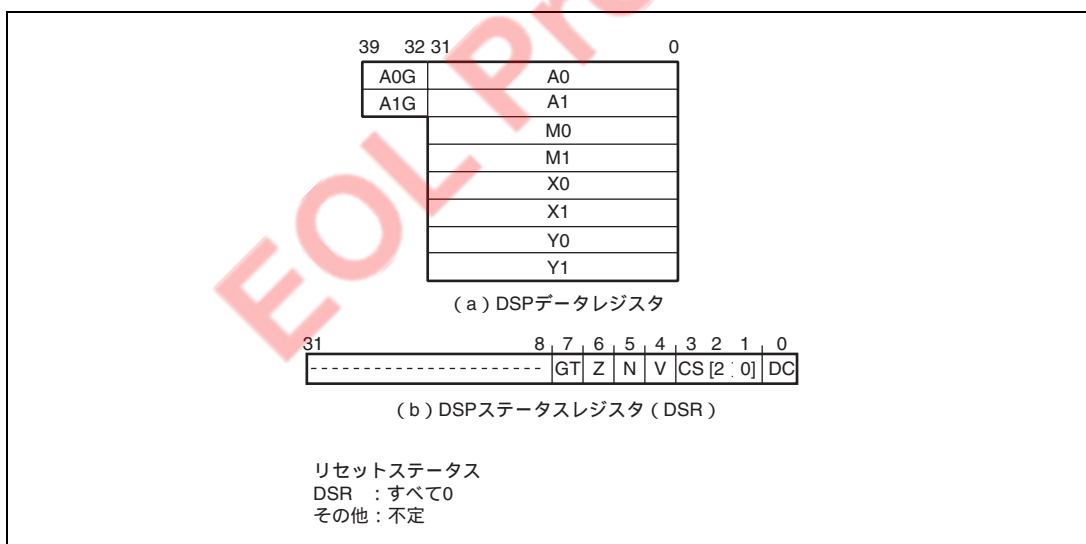 39 32 31 0
A0G A0
A1G A1
M0
M1
X0
X1
Y0
Y1
(a)DSPデータレジスタ
31 8 7 6 5 4 3 2 1 0
GT Z N V CS [2 : 0] DC
(b)DSPステータスレジスタ(DSR)
リセットステータス
DSR :すべて0
その他:不定
EOL Pro